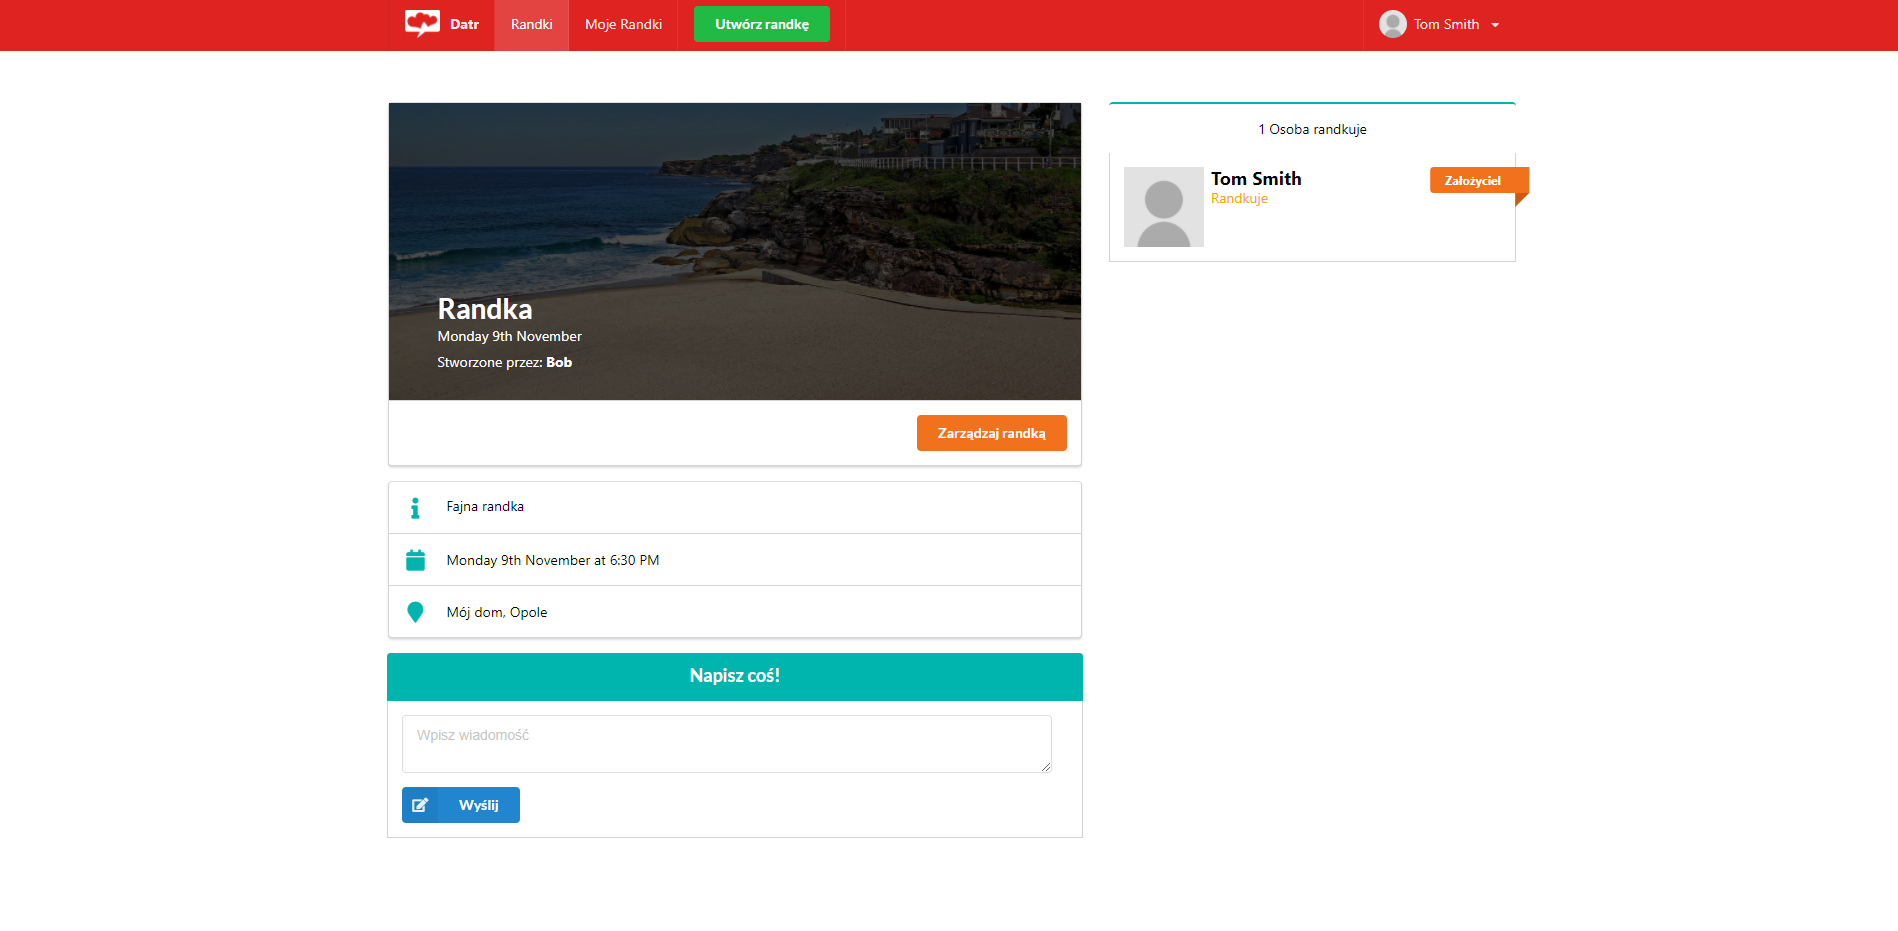 Datr
Randki
Moje Randki
Utwórz randkę
Tom Smith
Randka
Monday 9th November
Stworzone przez: Bob
Zarządzaj randką
Fajna randka
Monday 9th November at 6:30 PM
Mój dom, Opole
Napisz coś!
Wpisz wiadomość
Wyślij
1 Osoba randkuje
Tom Smith
Założyciel
Randkuje